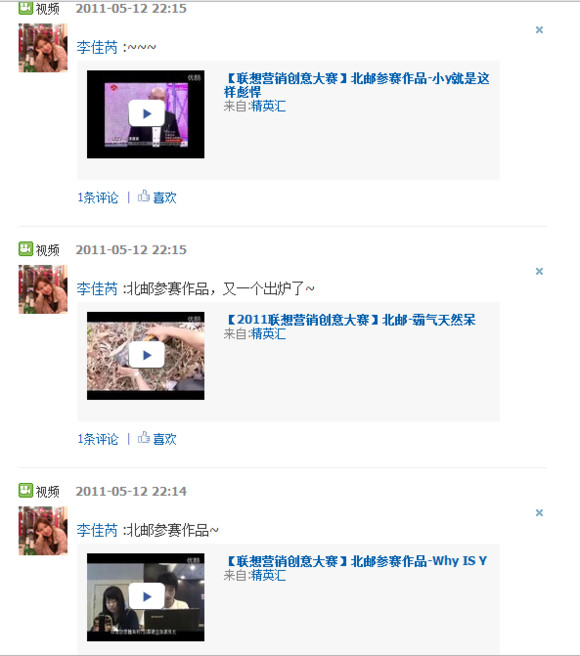 视频 2011-05-12 22:15
李佳芮 :~~~
优酷
【联想营销创意大赛】北邮参赛作品-小y就是这
样彪悍
来自:精英汇
1条评论 | 喜欢
视频 2011-05-12 22:15
李佳芮 :北邮参赛作品，又一个出炉了~
优酷
【2011联想营销创意大赛】北邮-霸气天然呆
来自:精英汇
1条评论 | 喜欢
视频 2011-05-12 22:14
李佳芮 :北邮参赛作品~
优酷
【联想营销创意大赛】北邮参赛作品-Why IS Y
来自:精英汇